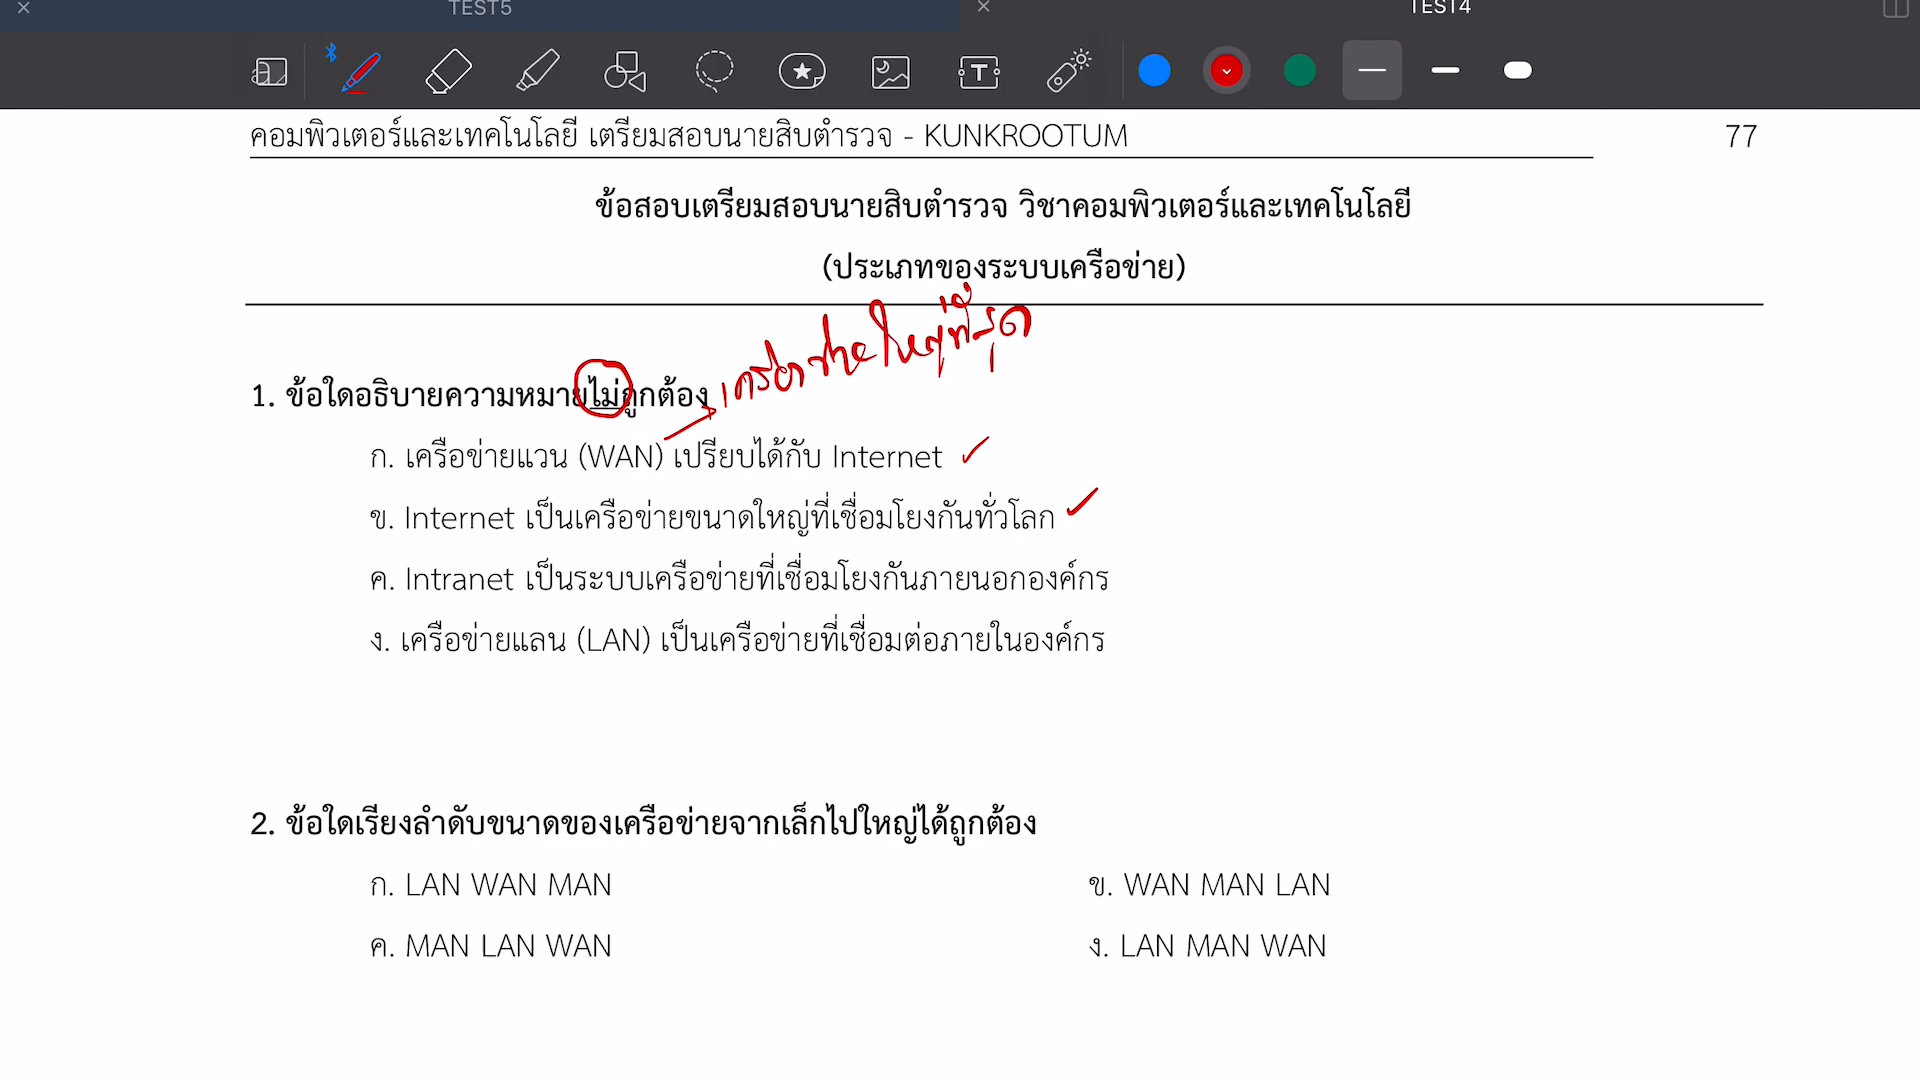 TEST5
TEST4
คอมพิวเตอร์และเทคโนโลยี เตรียมสอบนายสิบตำรวจ - KUNKROOTUM 77
ข้อสอบเตรียมสอบนายสิบตำรวจ วิชาคอมพิวเตอร์และเทคโนโลยี
(ประเภทของระบบเครือข่าย)
เครือข่ายใหญ่ที่สุด
1. ข้อใดอธิบายความหมายไม่ถูกต้อง
ก. เครือข่ายแวน (WAN) เปรียบได้กับ Internet
ข. Internet เป็นเครือข่ายขนาดใหญ่ที่เชื่อมโยงกันทั่วโลก
ค. Intranet เป็นระบบเครือข่ายที่เชื่อมโยงกันภายนอกองค์กร
ง. เครือข่ายแลน (LAN) เป็นเครือข่ายที่เชื่อมต่อภายในองค์กร
2. ข้อใดเรียงลำดับขนาดของเครือข่ายจากเล็กไปใหญ่ได้ถูกต้อง
ก. LAN WAN MAN
ข. WAN MAN LAN
ค. MAN LAN WAN
ง. LAN MAN WAN